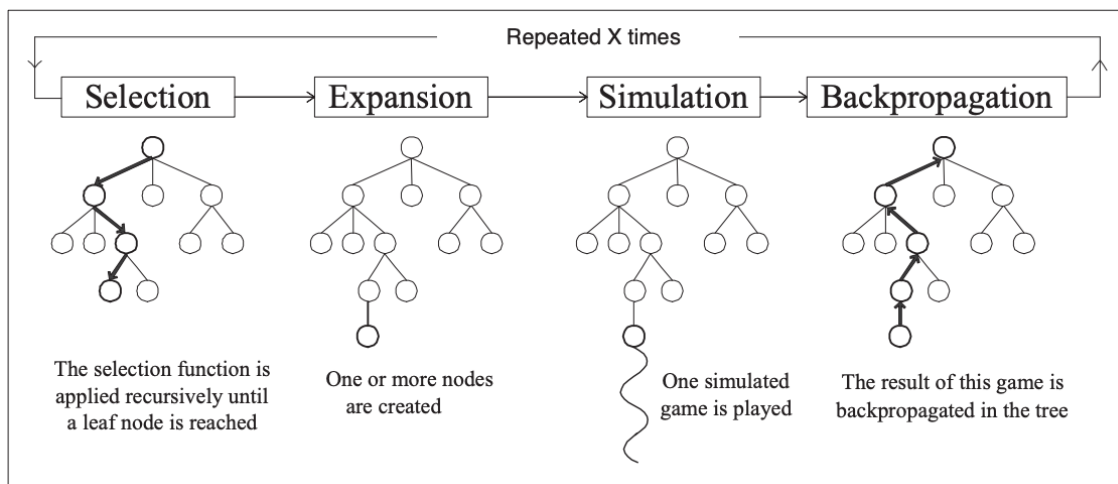 Repeated X times
Selection
Expansion
Simulation
Backpropagation
The selection function is
applied recursively until
a leaf node is reached
One or more nodes
are created
One simulated
game is played
The result of this game is
backpropagated in the tree